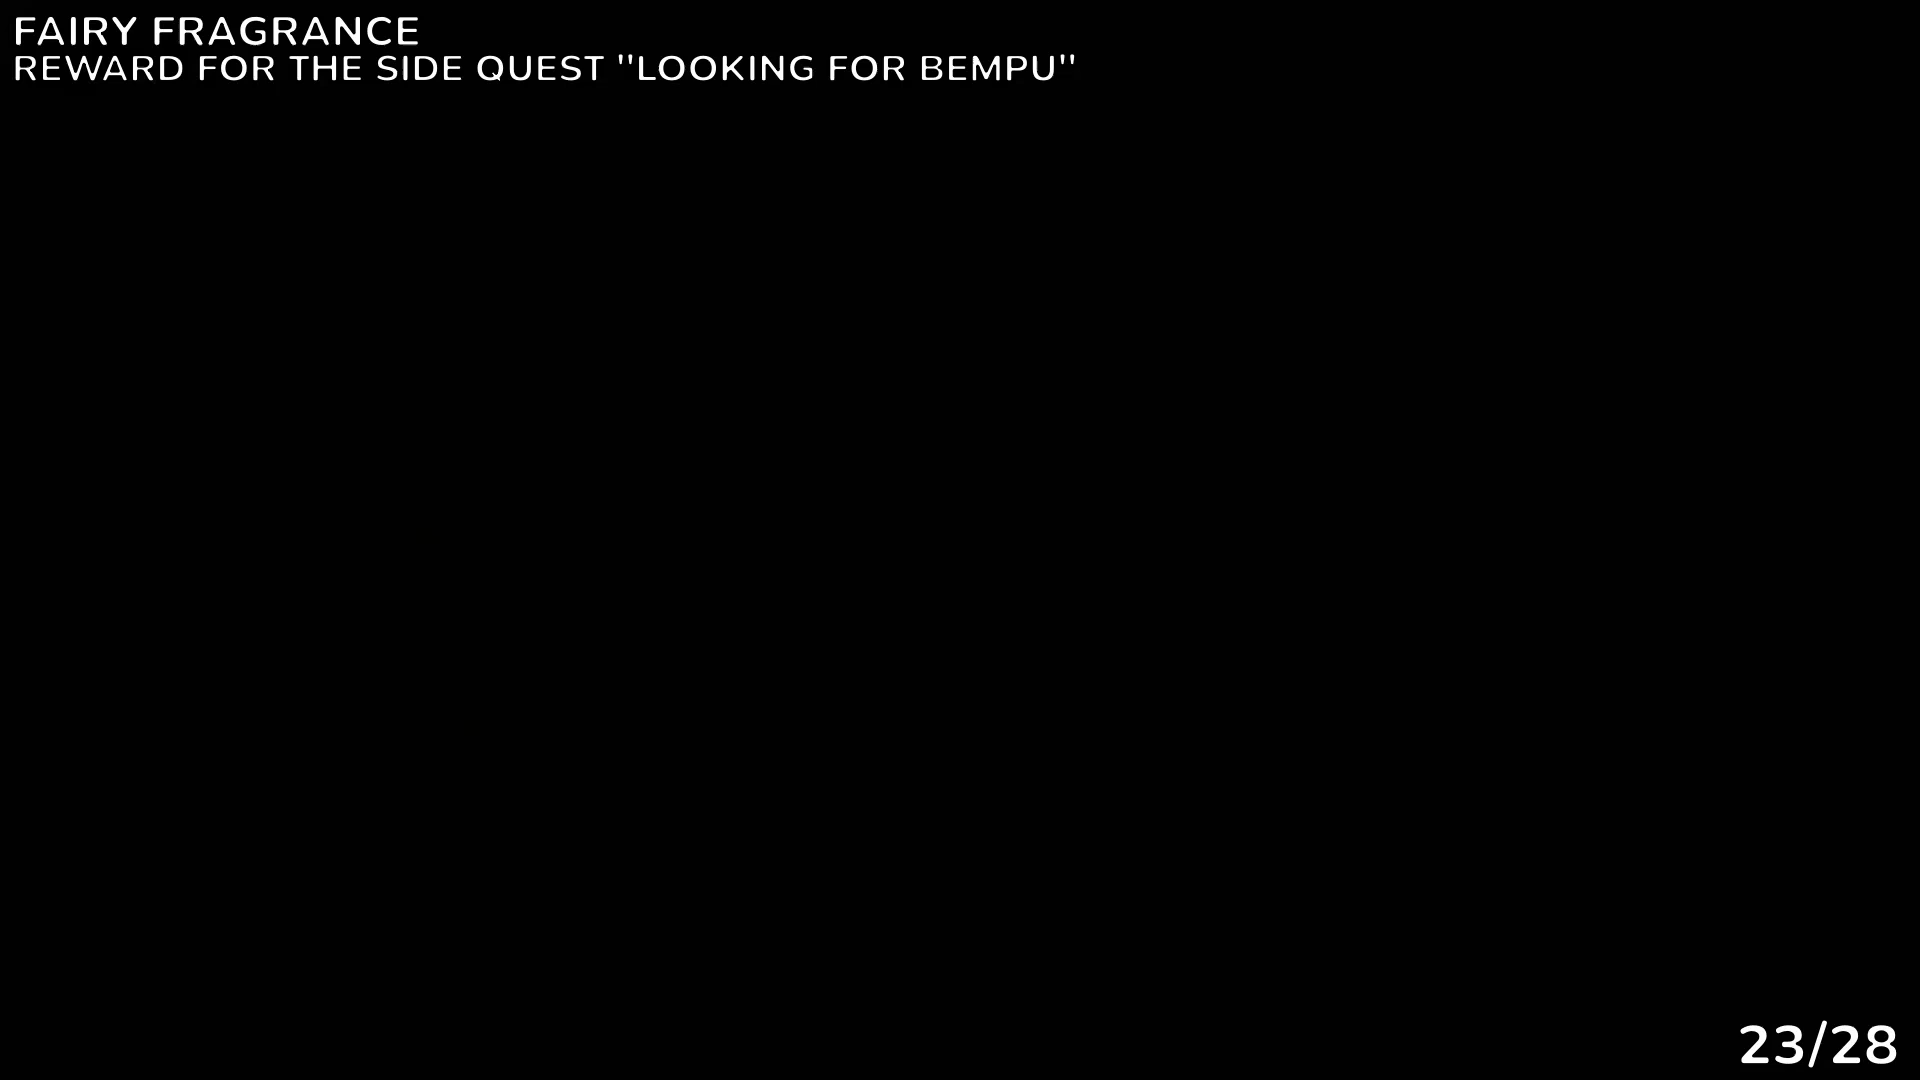 FAIRY FRAGRANCE
REWARD FOR THE SIDE QUEST "LOOKING FOR BEMPU"
23/28